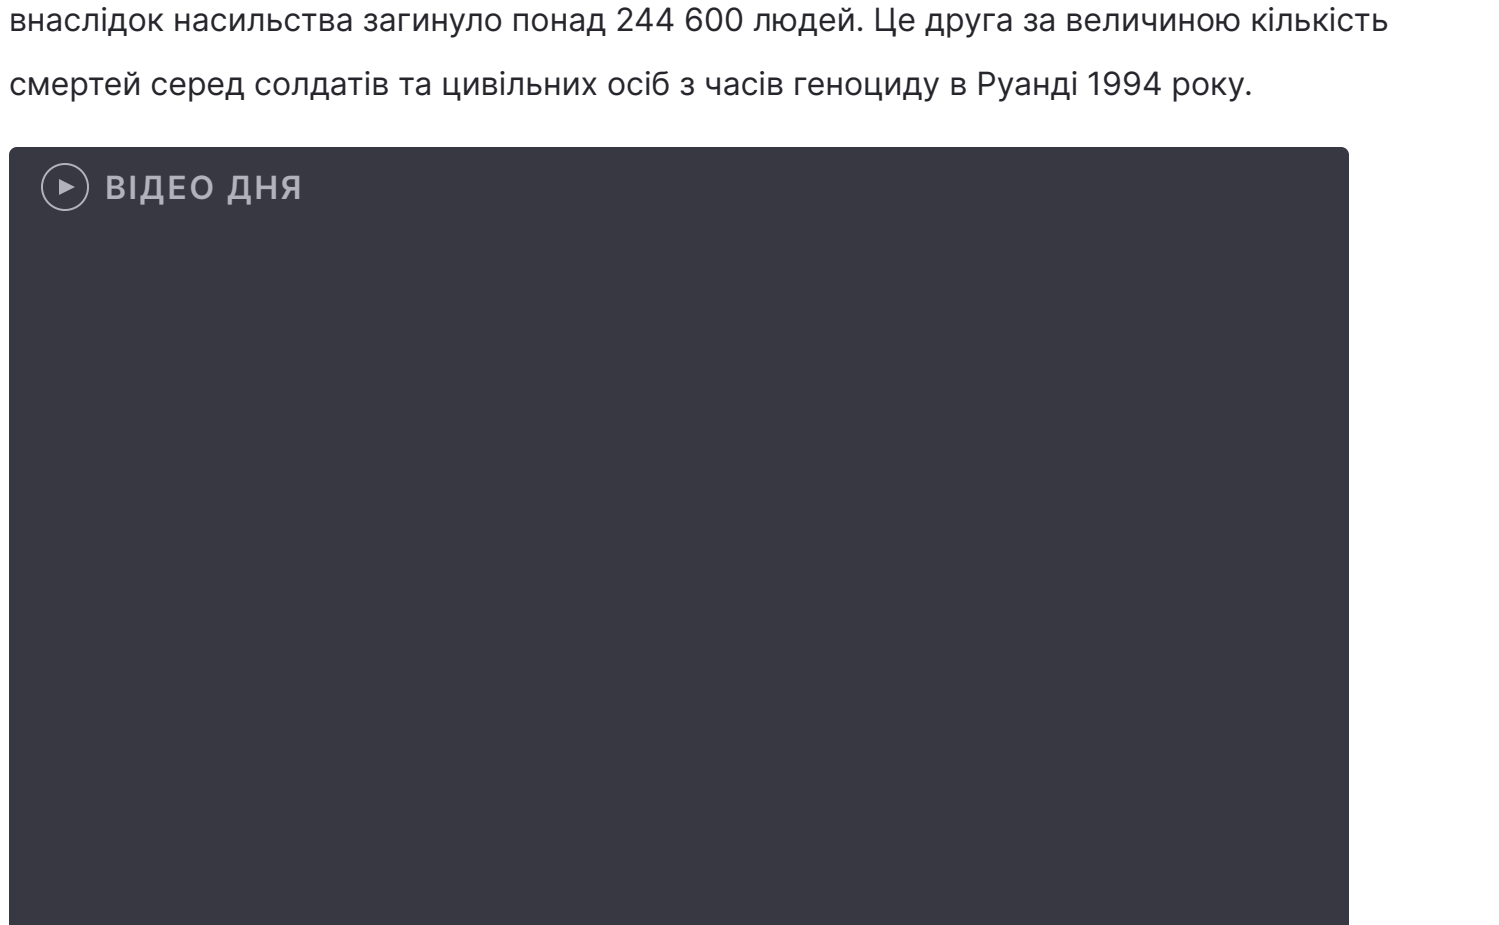 внаслідок насильства загинуло понад 244 600 людей. Це друга за величиною кількість
смертей серед солдатів та цивільних осіб з часів геноциду в Руанді 1994 року.
ВІДЕО ДНЯ